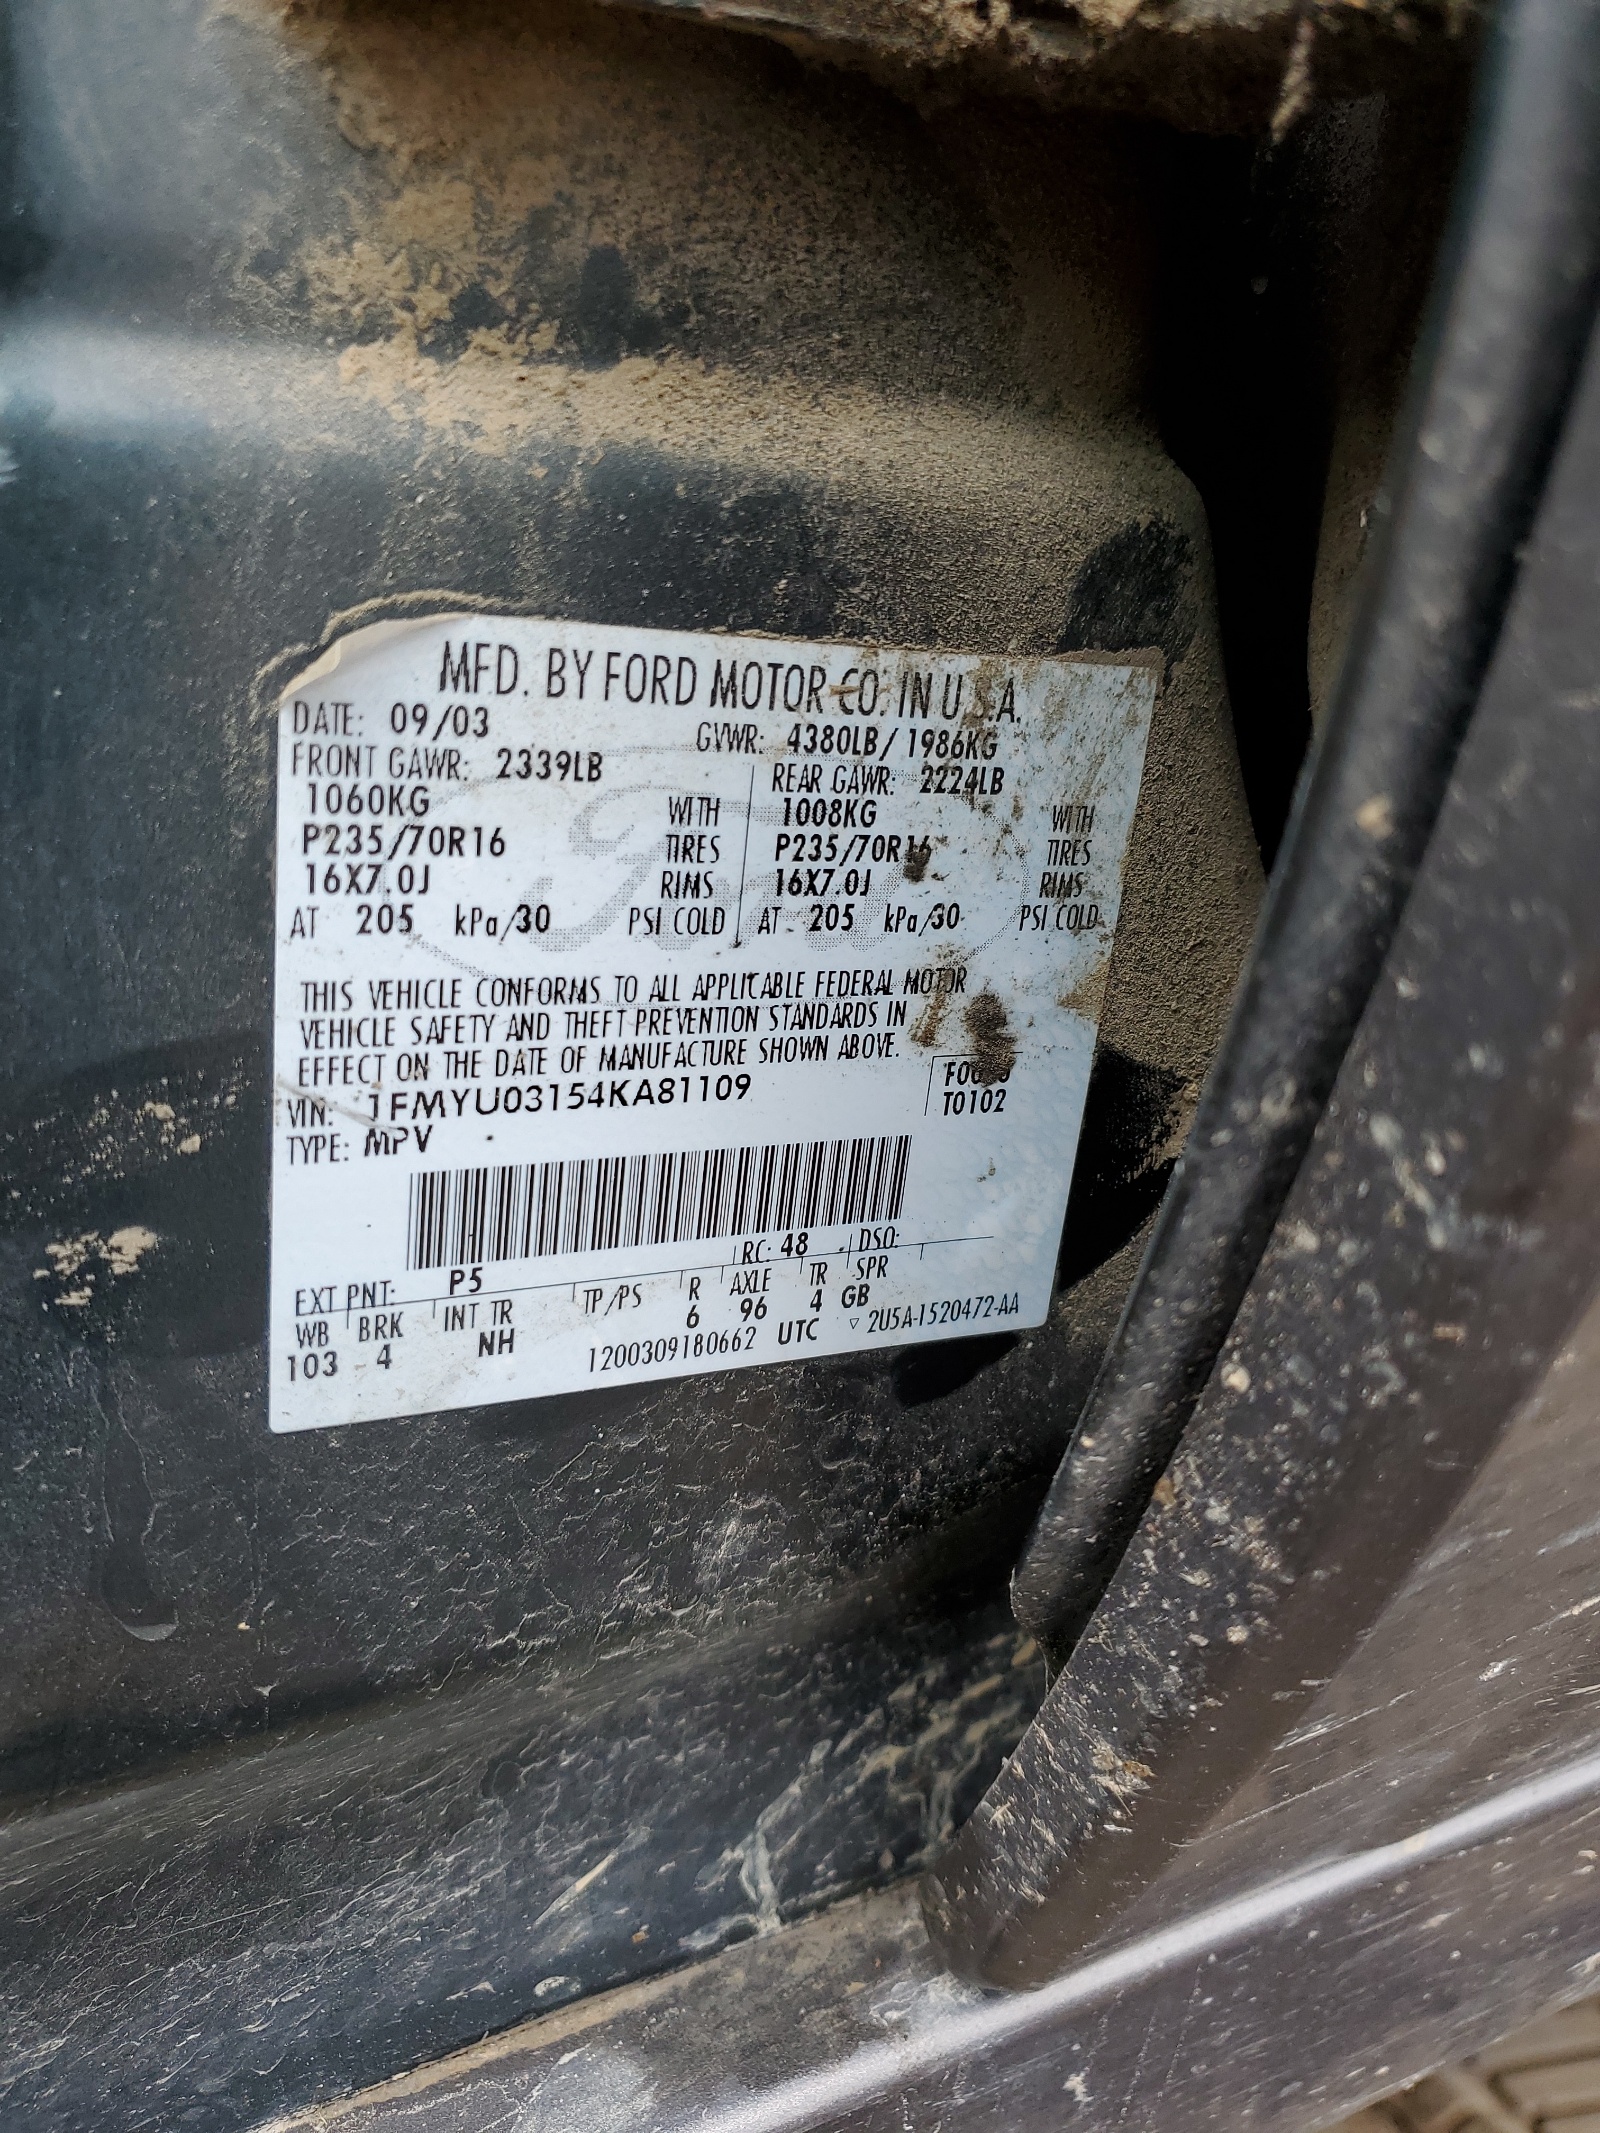 MFD. BY FORD MOTOR CO. IN U.S.A.
DATE: 09/03 GVWR: 4380LB/ 1986KG
FRONT GAWR: 2339LB REAR GAWR: 2224LB
1060KG WITH 1008KG WITH
P235/70R16 TIRES P235/70R16 TIRES
16X7.0J RIMS 16X7.0J RIMS
AT 205 kPa/30 PSI COLD AT 205 kPa/30 PSI COLD
THIS VEHICLE CONFORMS TO ALL APPLICABLE FEDERAL MOTOR
VEHICLE SAFETY AND THEFT PREVENTION STANDARDS IN
EFFECT ON THE DATE OF MANUFACTURE SHOWN ABOVE.
VIN: 1FMYU03154KA81109
TYPE: MPV T0102
EXT PNT: P5 RC: 48 DSO:
WB BRK INT TR TP/PS R AXLE TR SPR
103 4 NH 6 96 4 GB
1200309180662 UTC ▽ 2U5A-1520472-AA
Ford